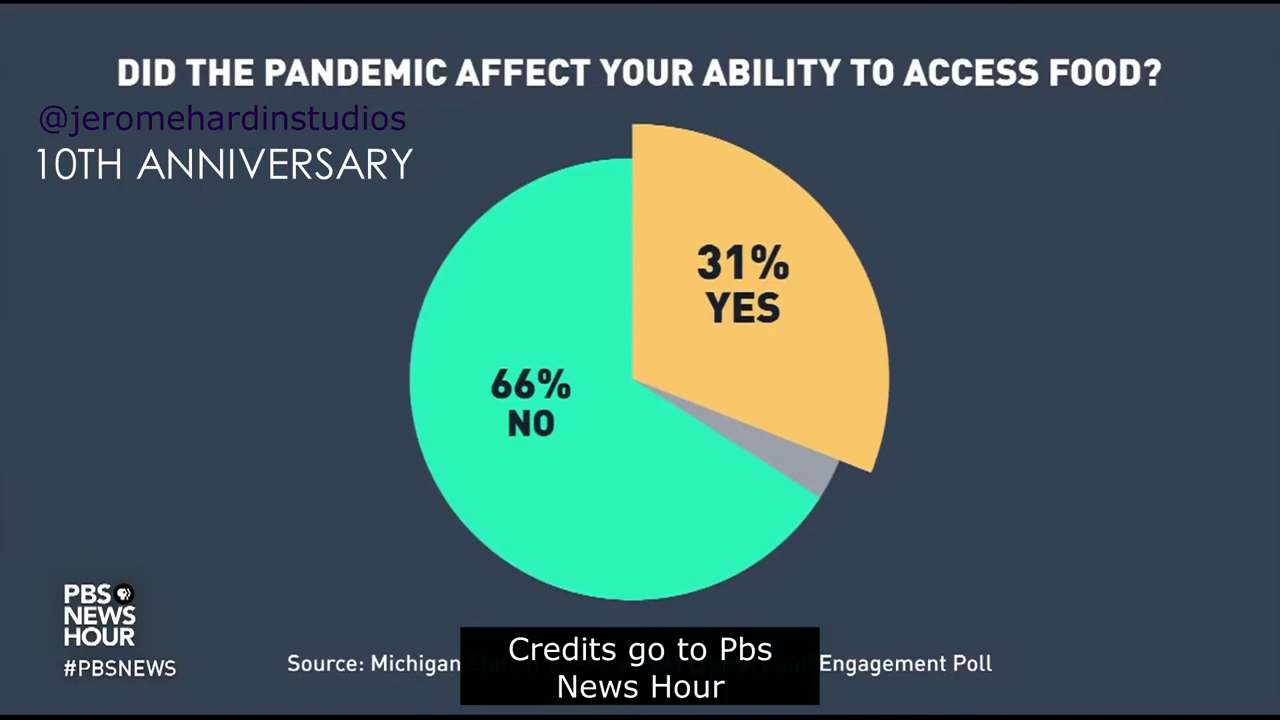 DID THE PANDEMIC AFFECT YOUR ABILITY TO ACCESS FOOD?
@jeromehardinstudios
10TH ANNIVERSARY
31%
YES
66%
NO
PBS
NEWS
HOUR
#PBSNEWS
Source: Michigan Engagement Poll
Credits go to Pbs
News Hour